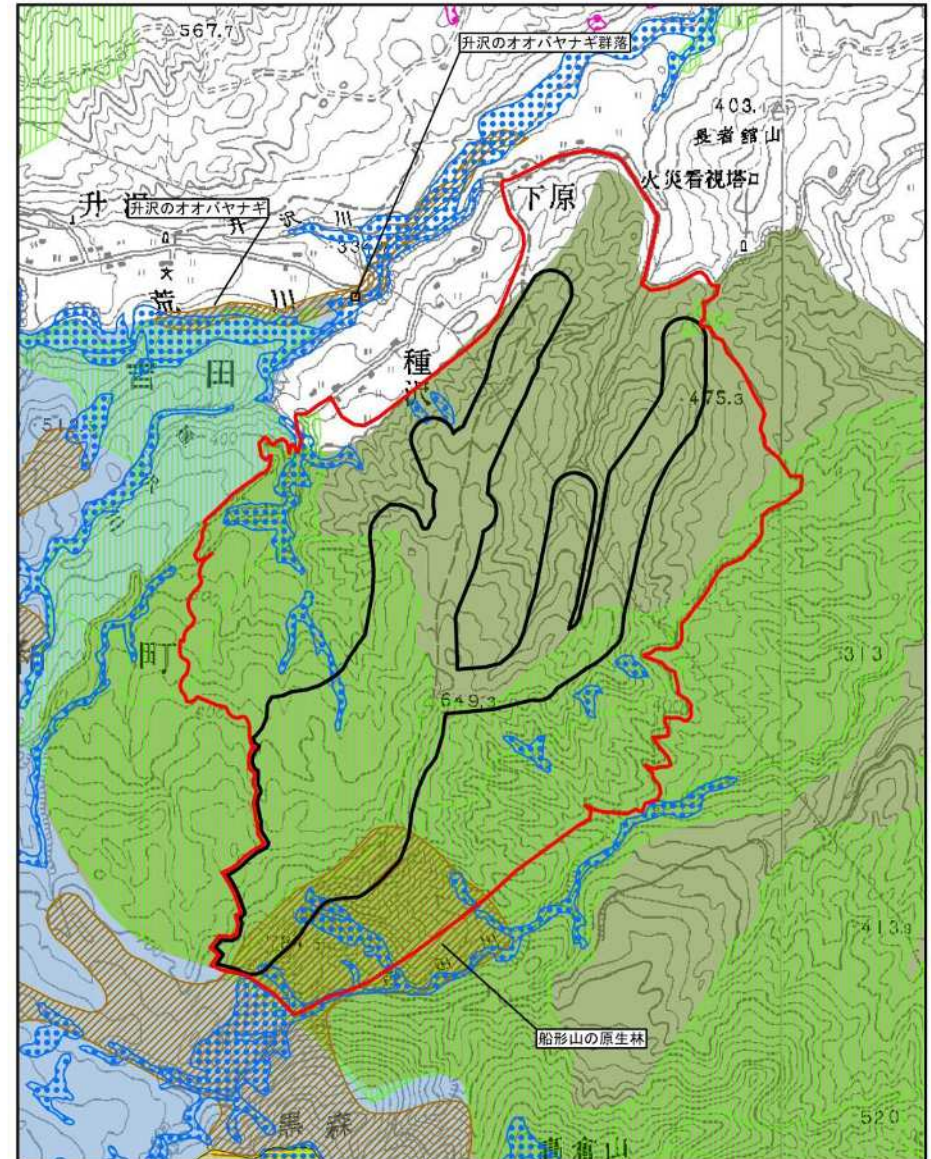 567.7
升沢のオオバヤナギ群落
403.
長者館山
火災看視塔
下原
升沢のオオバヤナギ
升沢川
荒川
種沢
吉田
475.3
町
313
649.3
413.9
船形山の原生林
黒森
520